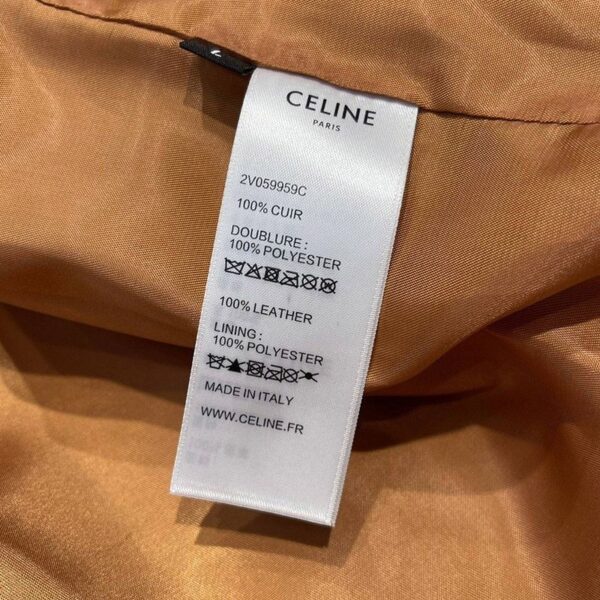 CELINE
PARIS
2V059959C
100% CUIR
DOUBLURE :
100% POLYESTER
100% LEATHER
LINING :
100% POLYESTER
MADE IN ITALY
WWW.CELINE.FR